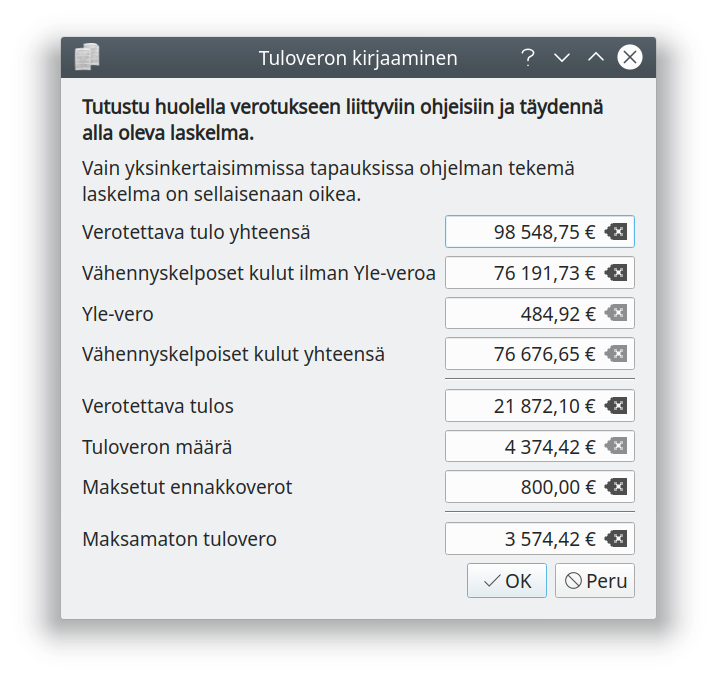 Tuloveron kirjaaminen
Tutustu huolella verotukseen liittyviin ohjeisiin ja täydennä
alla oleva laskelma.
Vain yksinkertaisimmissa tapauksissa ohjelman tekemä
laskelma on sellaisenaan oikea.
Verotettava tulo yhteensä 98 548,75 €
Vähennyskelposet kulut ilman Yle-veroa 76 191,73 €
Yle-vero 484,92 €
Vähennyskelpoiset kulut yhteensä 76 676,65 €
Verotettava tulos 21 872,10 €
Tuloveron määrä 4 374,42 €
Maksetut ennakkoverot 800,00 €
Maksamaton tulovero 3 574,42 €
OK Peru